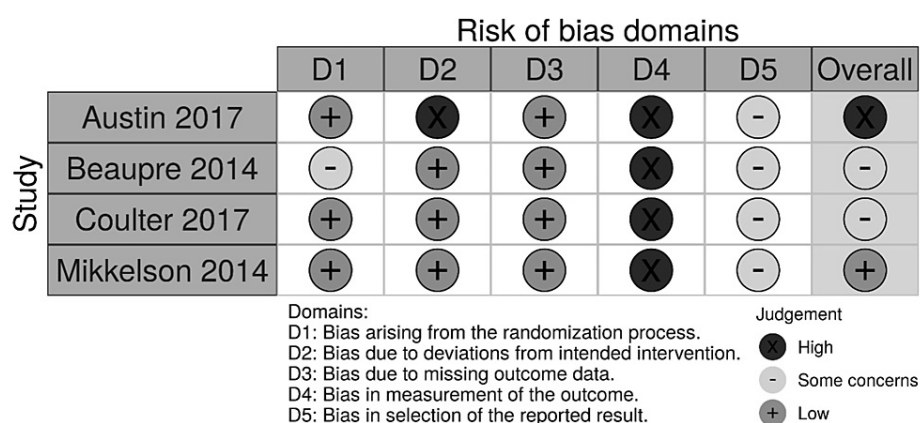 Risk of bias domains
D1 D2 D3 D4 D5 Overall
Study
Austin 2017 + X + X - X
Beaupre 2014 - + + X - -
Coulter 2017 + + + X - -
Mikkelson 2014 + + + X - +
Domains:
D1: Bias arising from the randomization process.
D2: Bias due to deviations from intended intervention.
D3: Bias due to missing outcome data.
D4: Bias in measurement of the outcome.
D5: Bias in selection of the reported result.
Judgement
X High
- Some concerns
+ Low